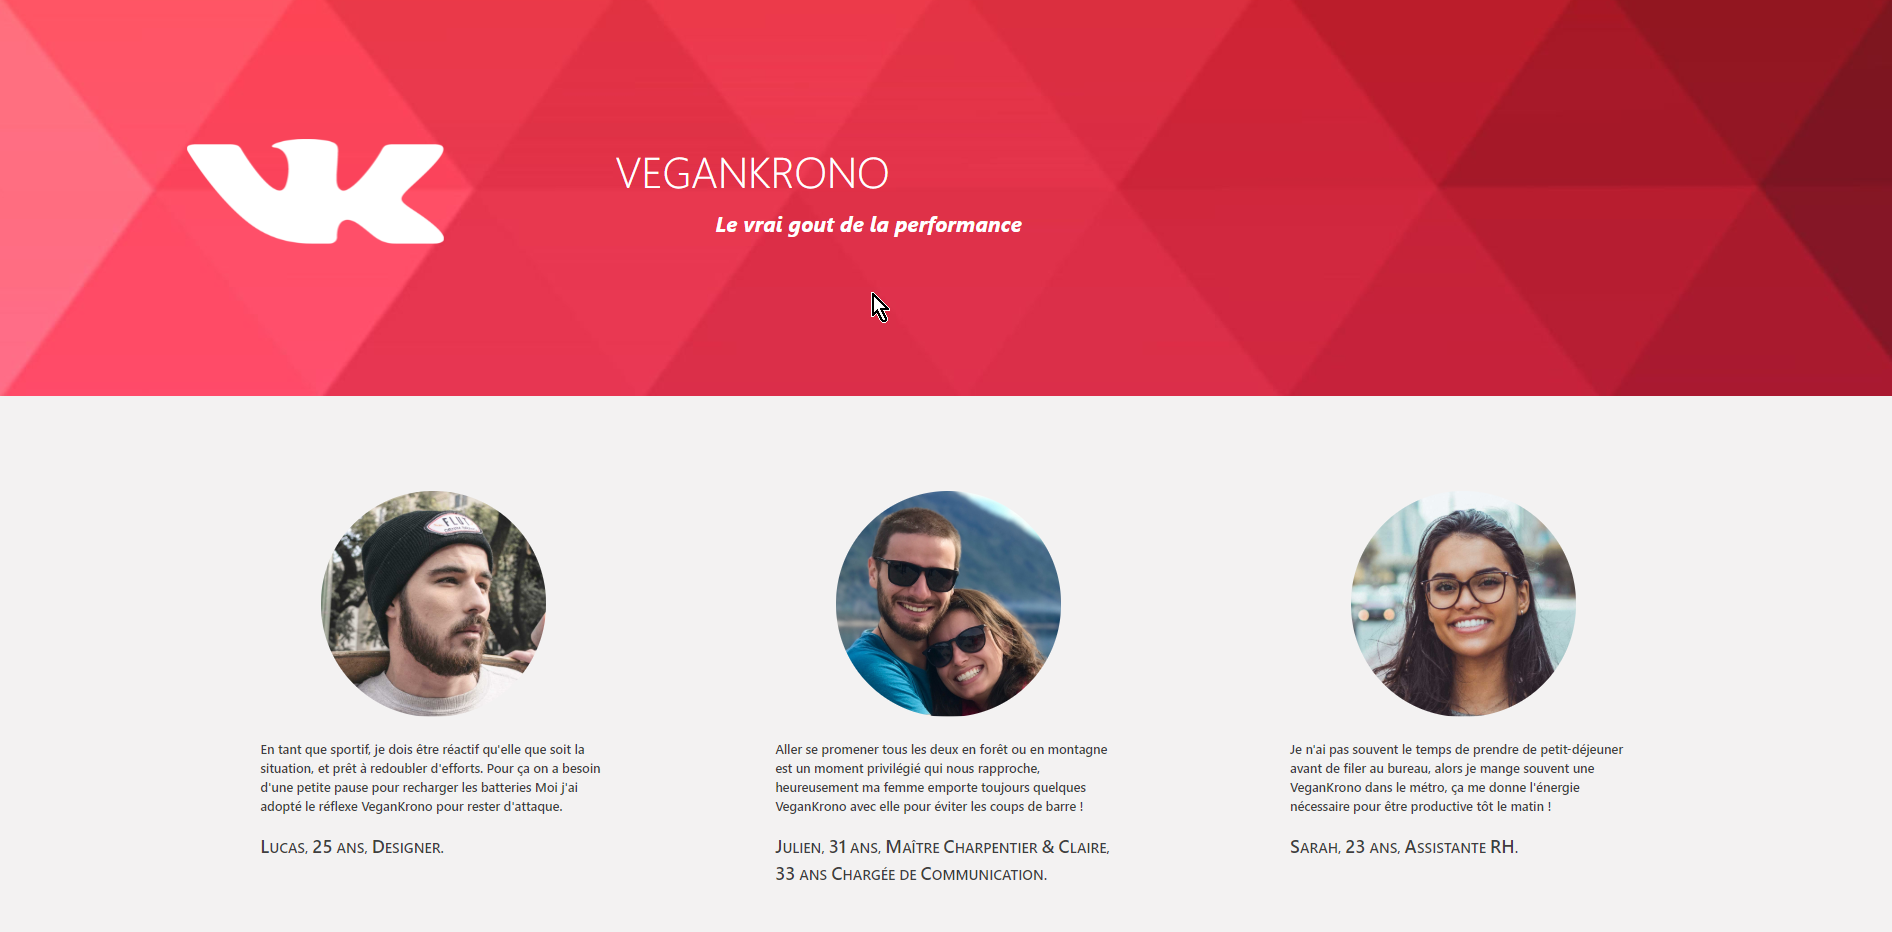 VK
VEGANKRONO
Le vrai gout de la performance
FLUX
En tant que sportif, je dois être réactif qu'elle que soit la
situation, et prêt à redoubler d'efforts. Pour ça on a besoin
d'une petite pause pour recharger les batteries Moi j'ai
adopté le réflexe VeganKrono pour rester d'attaque.
Lucas, 25 ans, Designer.
Aller se promener tous les deux en forêt ou en montagne
est un moment privilégié qui nous rapproche,
heureusement ma femme emporte toujours quelques
VeganKrono avec elle pour éviter les coups de barre !
Julien, 31 ans, Maître Charpentier & Claire,
33 ans Chargée de Communication.
Je n'ai pas souvent le temps de prendre de petit-déjeuner
avant de filer au bureau, alors je mange souvent une
VeganKrono dans le métro, ça me donne l'énergie
nécessaire pour être productive tôt le matin !
Sarah, 23 ans, Assistante RH.